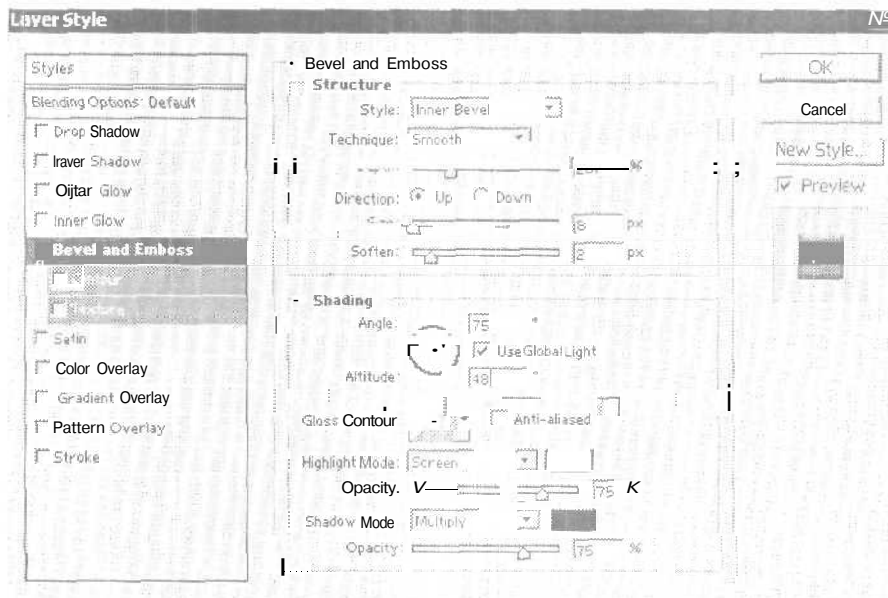 Layer Style
Styles
Blending Options: Default
Drop Shadow
Iraver Shadow
Oijtar Glow
Inner Glow
Bevel and Emboss
Satin
Color Overlay
Gradient Overlay
Pattern Overlay
Stroke
Bevel and Emboss
Structure
Style: Inner Bevel
Technique: Smooth
%
Direction: Up Down
8 px
Soften: 2 px
Shading
Angle: 75 °
Use Global Light
Altitude: 48 °
Gloss Contour Anti-aliased
Highlight Mode: Screen
Opacity. V 75 K
Shadow Mode Multiply
Opacity: 75 %
OK
Cancel
New Style...
Preview